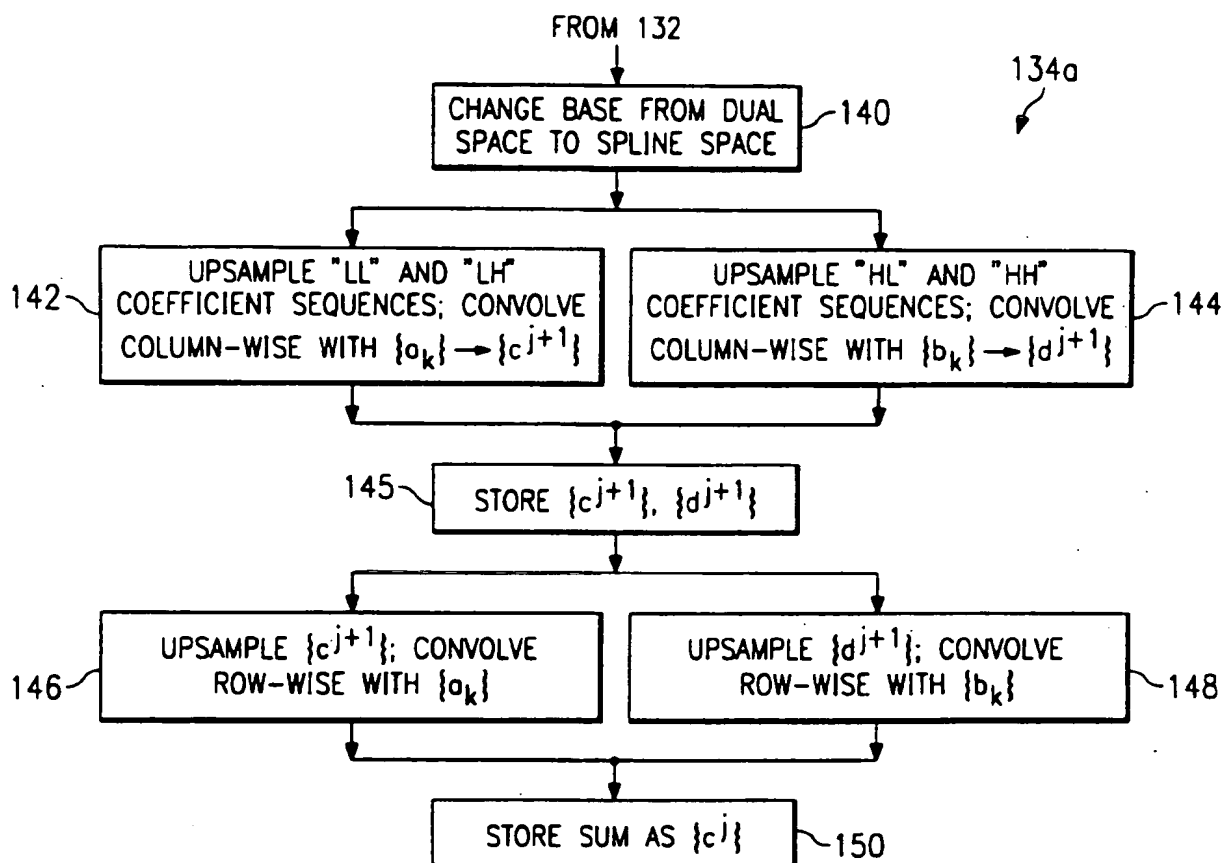 FROM 132
134a
CHANGE BASE FROM DUAL
SPACE TO SPLINE SPACE
140
UPSAMPLE "LL" AND "LH"
COEFFICIENT SEQUENCES; CONVOLVE
COLUMN-WISE WITH {a_k} → {c^{j+1}}
142
UPSAMPLE "HL" AND "HH"
COEFFICIENT SEQUENCES; CONVOLVE
COLUMN-WISE WITH {b_k} → {d^{j+1}}
144
145
STORE {c^{j+1}}, {d^{j+1}}
UPSAMPLE {c^{j+1}}; CONVOLVE
ROW-WISE WITH {a_k}
146
UPSAMPLE {d^{j+1}}; CONVOLVE
ROW-WISE WITH {b_k}
148
STORE SUM AS {c^j}
150